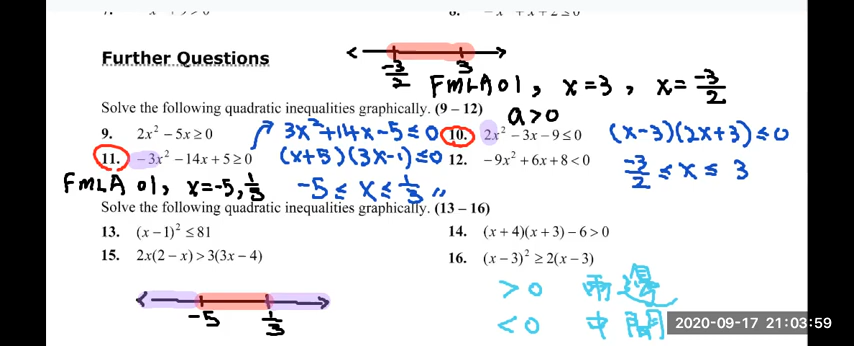 Further Questions
-3/2 3
FMLA 01, x=3, x=-3/2
Solve the following quadratic inequalities graphically. (9 – 12)
a>0
9. 2x² − 5x ≥ 0
3x²+14x-5≤0
10. 2x² − 3x − 9 ≤ 0
(x-3)(2x+3)≤0
11. −3x² − 14x + 5 ≥ 0
(x+5)(3x-1)≤0
12. −9x² + 6x + 8 < 0
-3/2 ≤ x ≤ 3
FMLA 01, x=-5, 1/3
-5 ≤ x ≤ 1/3 〃
Solve the following quadratic inequalities graphically. (13 – 16)
13. (x − 1)² ≤ 81
14. (x + 4)(x + 3) − 6 > 0
15. 2x(2 − x) > 3(3x − 4)
16. (x − 3)² ≥ 2(x − 3)
>0 兩邊
-5 1/3
<0 中間
2020-09-17 21:03:59